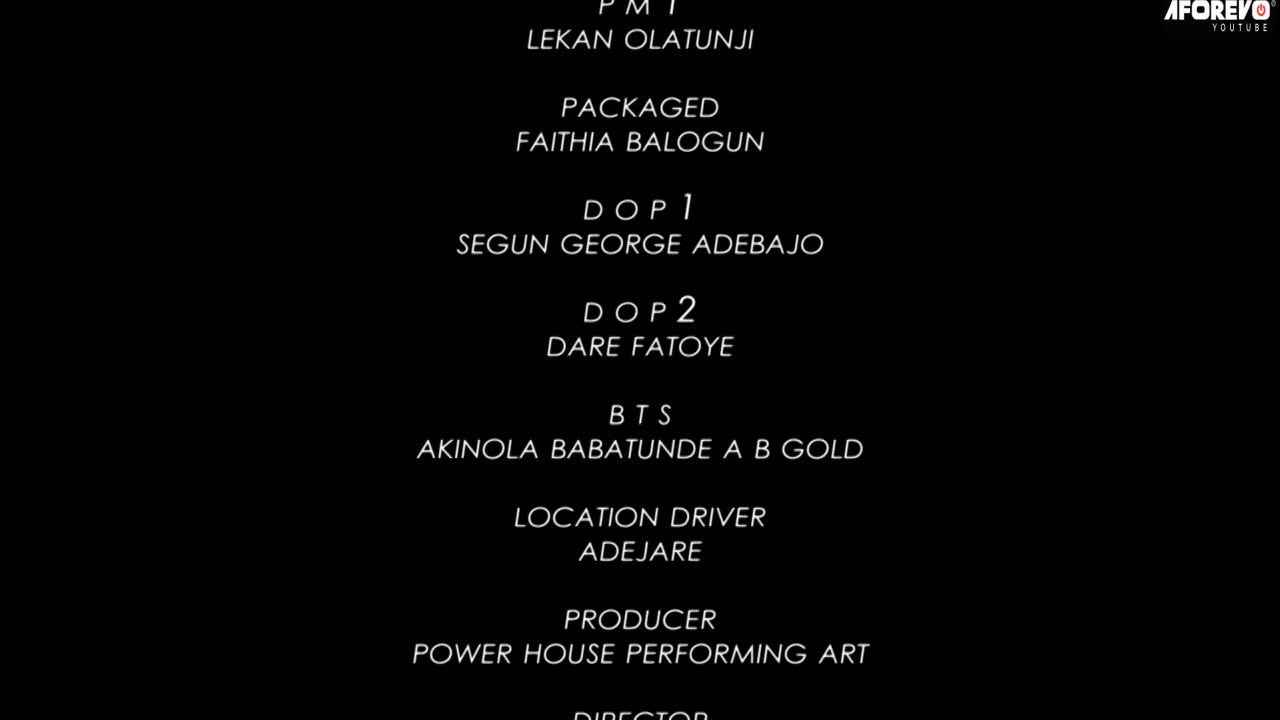 AFOREVO
YOUTUBE
LEKAN OLATUNJI
PACKAGED
FAITHIA BALOGUN
D O P 1
SEGUN GEORGE ADEBAJO
D O P 2
DARE FATOYE
B T S
AKINOLA BABATUNDE A B GOLD
LOCATION DRIVER
ADEJARE
PRODUCER
POWER HOUSE PERFORMING ART
DIRECTOR